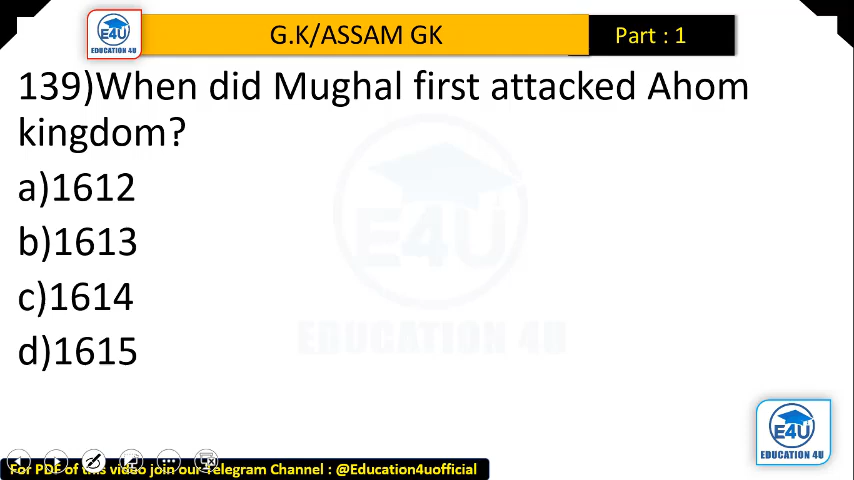 E4U
EDUCATION 4U
G.K/ASSAM GK
Part : 1
139)When did Mughal first attacked Ahom
kingdom?
a)1612
b)1613
c)1614
d)1615
E4U
EDUCATION 4U
E4U
EDUCATION 4U
For PDF of this video join our Telegram Channel : @Education4uofficial